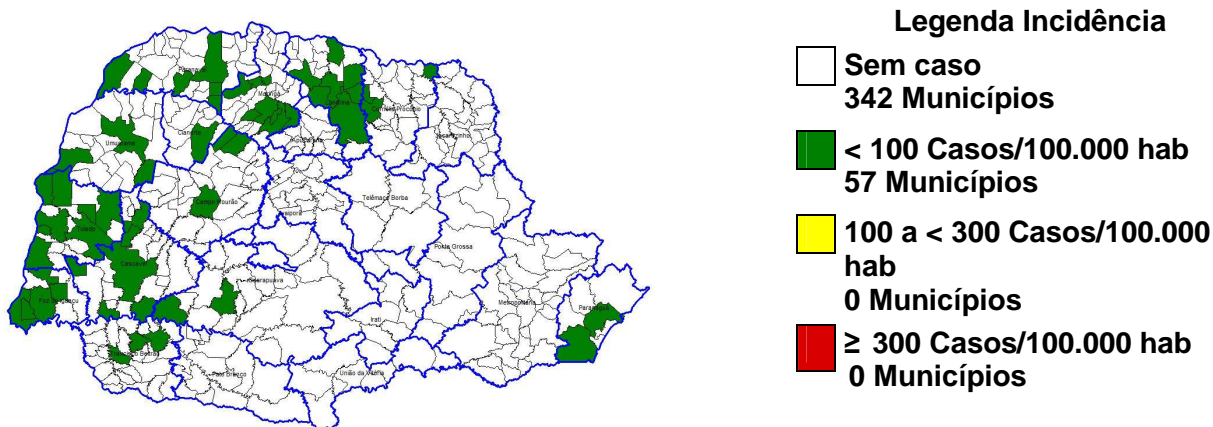 Legenda Incidência
Sem caso
342 Municípios
< 100 Casos/100.000 hab
57 Municípios
100 a < 300 Casos/100.000
hab
0 Municípios
≥ 300 Casos/100.000 hab
0 Municípios
Paranavaí
Maringá
Londrina
Cornélio Procópio
Jacarezinho
Cianorte
Umuarama
Apucarana
Campo Mourão
Telêmaco Borba
Ivaiporã
Toledo
Ponta Grossa
Cascavel
Guarapuava
Foz do Iguaçu
Metropolitana
Paranaguá
Irati
Francisco Beltrão
Pato Branco
União da Vitória